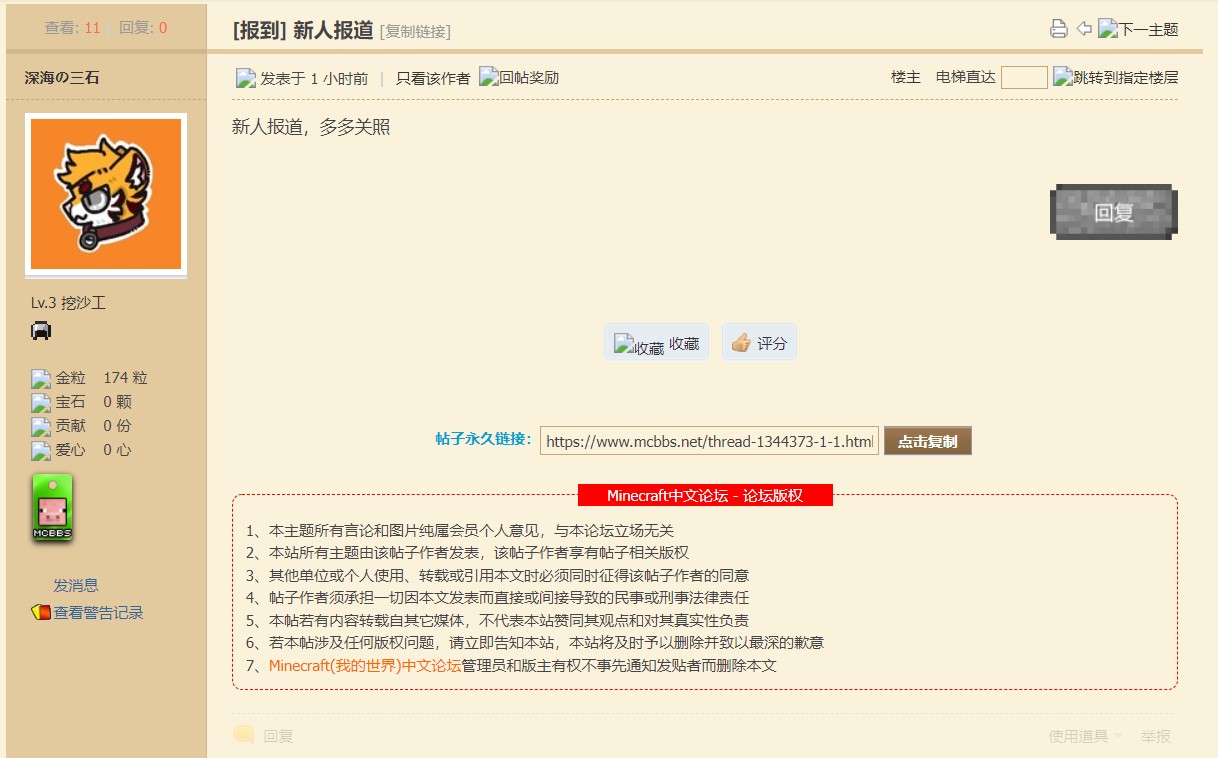 查看: 11 | 回复: 0
[报到] 新人报道 [复制链接]
下一主题
深海の三石
发表于 1 小时前 | 只看该作者 回帖奖励
楼主 电梯直达 跳转到指定楼层
新人报道，多多关照
回复
Lv.3 挖沙工
收藏 收藏
评分
金粒 174 粒
宝石 0 颗
贡献 0 份
爱心 0 心
MCBBS
发消息
查看警告记录
帖子永久链接: https://www.mcbbs.net/thread-1344373-1-1.html 点击复制
Minecraft中文论坛 - 论坛版权
1、本主题所有言论和图片纯属会员个人意见，与本论坛立场无关
2、本站所有主题由该帖子作者发表，该帖子作者享有帖子相关版权
3、其他单位或个人使用、转载或引用本文时必须同时征得该帖子作者的同意
4、帖子作者须承担一切因本文发表而直接或间接导致的民事或刑事法律责任
5、本帖若有内容转载自其它媒体，不代表本站赞同其观点和对其真实性负责
6、若本帖涉及任何版权问题，请立即告知本站，本站将及时予以删除并致以最深的歉意
7、Minecraft(我的世界)中文论坛管理员和版主有权不事先通知发贴者而删除本文
回复
使用道具 举报